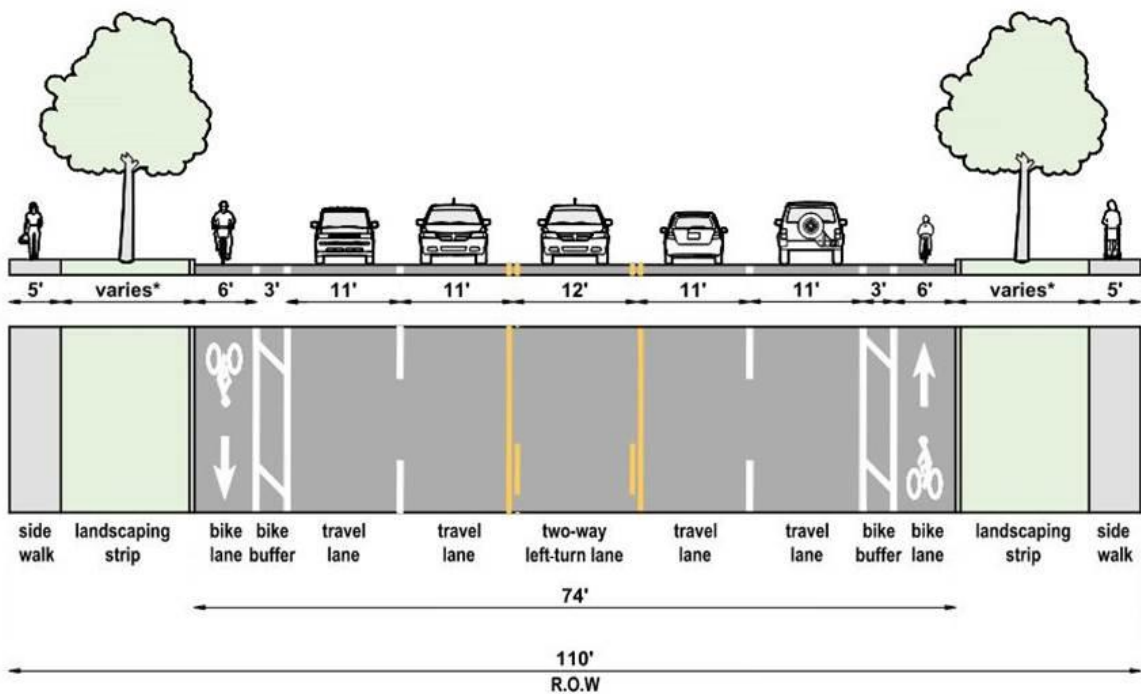 5' varies* 6' 3' 11' 11' 12' 11' 11' 3' 6' varies* 5'
side walk
landscaping strip
bike lane
bike buffer
travel lane
travel lane
two-way left-turn lane
travel lane
travel lane
bike buffer
bike lane
landscaping strip
side walk
74'
110'
R.O.W